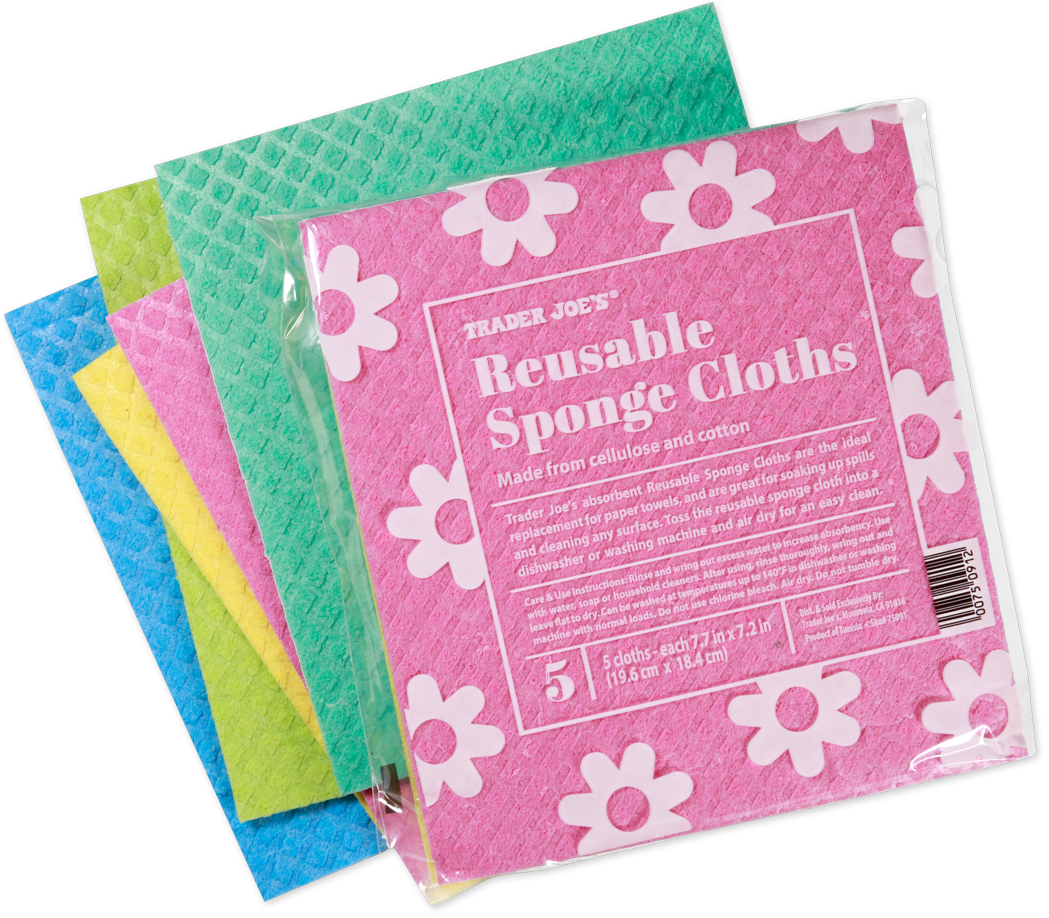 TRADER JOE'S®
Reusable
Sponge Cloths
Made from cellulose and cotton
Trader Joe's absorbent Reusable Sponge Cloths are the ideal
replacement for paper towels, and are great for soaking up spills
and cleaning any surface. Toss the reusable sponge cloth into a
dishwasher or washing machine and air dry for an easy clean.
Care & Use Instructions: Rinse and wring out excess water to increase absorbency. Use
with water, soap or household cleaners. After using, rinse thoroughly, wring out and
leave flat to dry. Can be washed at temperatures up to 140°F in dishwasher or washing
machine with normal loads. Do not use chlorine bleach. Air dry. Do not tumble dry.
5
5 cloths - each 7.7 in x 7.2 in
(19.6 cm x 18.4 cm)
Dist. & Sold Exclusively By:
Trader Joe's, Monrovia, CA 91016
Product of Tunisia • Sku# 75091
0075 0912